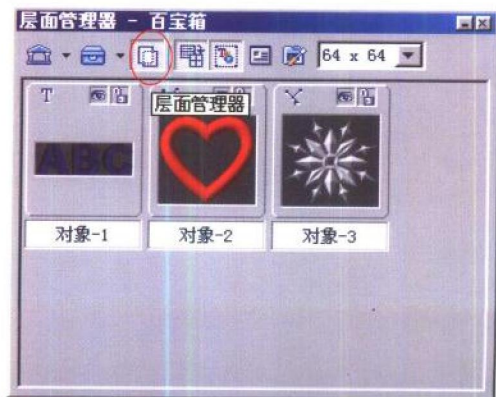 层面管理器 - 百宝箱
64 x 64
T
层面管理器
ABC
对象-1
对象-2
对象-3